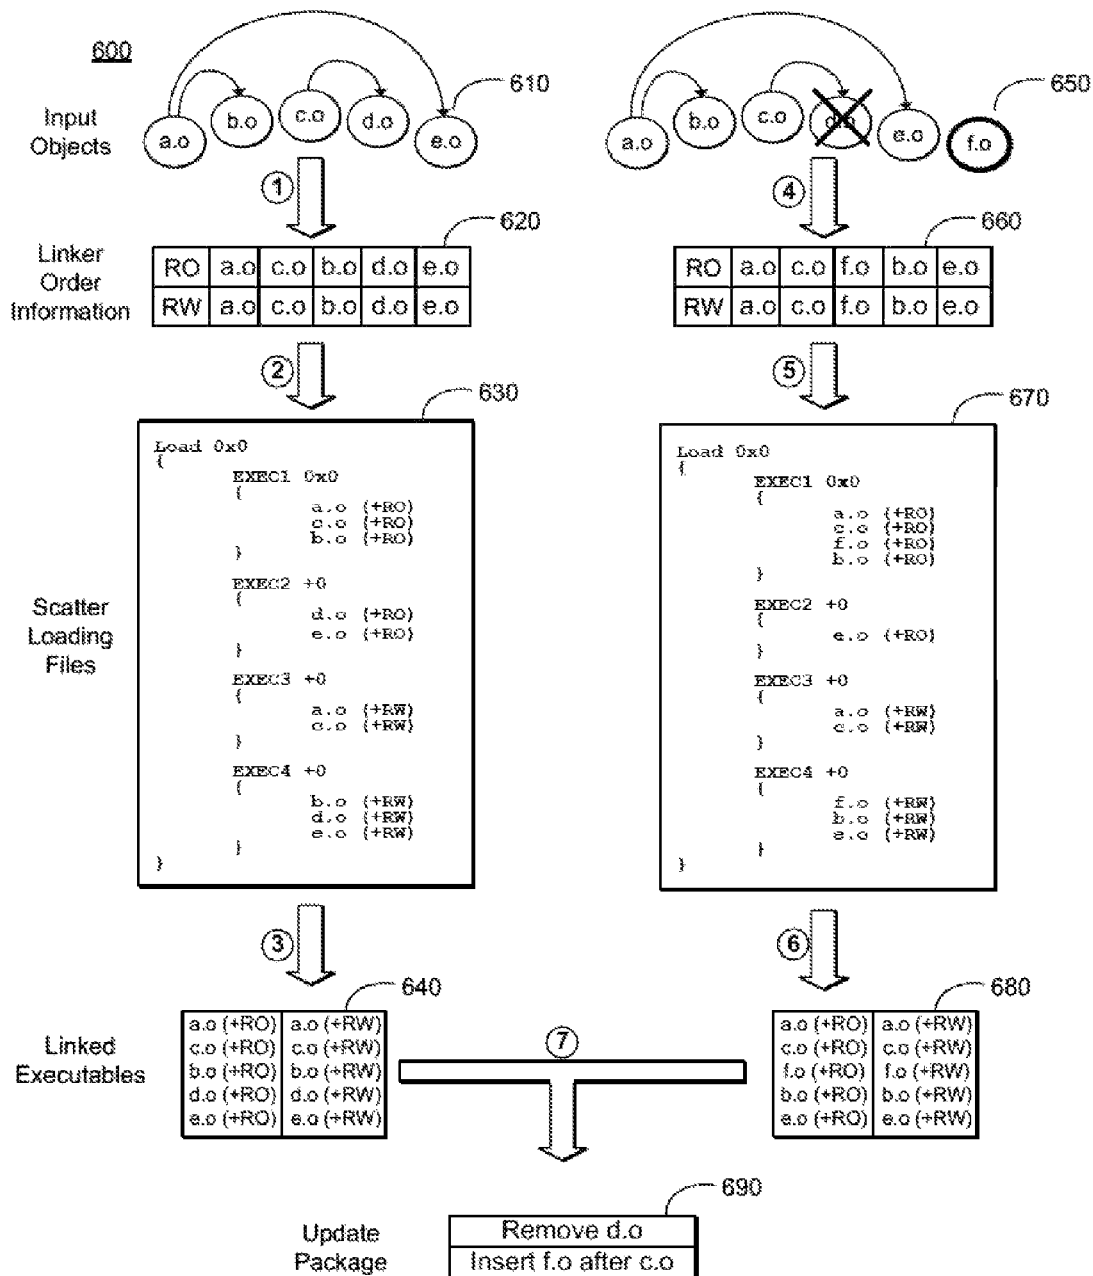 600
Input
Objects
a.o
b.o
c.o
d.o
e.o
610
a.o
b.o
c.o
d.o
e.o
f.o
650
1
4
Linker
Order
Information
620
RO a.o c.o b.o d.o e.o
RW a.o c.o b.o d.o e.o
660
RO a.o c.o f.o b.o e.o
RW a.o c.o f.o b.o e.o
2
5
Scatter
Loading
Files
630
Load 0x0
{
EXEC1 0x0
{
a.o (+RO)
c.o (+RO)
b.o (+RO)
}
EXEC2 +0
{
d.o (+RO)
e.o (+RO)
}
EXEC3 +0
{
a.o (+RW)
c.o (+RW)
}
EXEC4 +0
{
b.o (+RW)
d.o (+RW)
e.o (+RW)
}
}
670
Load 0x0
{
EXEC1 0x0
{
a.o (+RO)
c.o (+RO)
f.o (+RO)
b.o (+RO)
}
EXEC2 +0
{
e.o (+RO)
}
EXEC3 +0
{
a.o (+RW)
c.o (+RW)
}
EXEC4 +0
{
f.o (+RW)
b.o (+RW)
e.o (+RW)
}
}
3
6
Linked
Executables
640
a.o (+RO) a.o (+RW)
c.o (+RO) c.o (+RW)
b.o (+RO) b.o (+RW)
d.o (+RO) d.o (+RW)
e.o (+RO) e.o (+RW)
7
680
a.o (+RO) a.o (+RW)
c.o (+RO) c.o (+RW)
f.o (+RO) f.o (+RW)
b.o (+RO) b.o (+RW)
e.o (+RO) e.o (+RW)
Update
Package
690
Remove d.o
Insert f.o after c.o